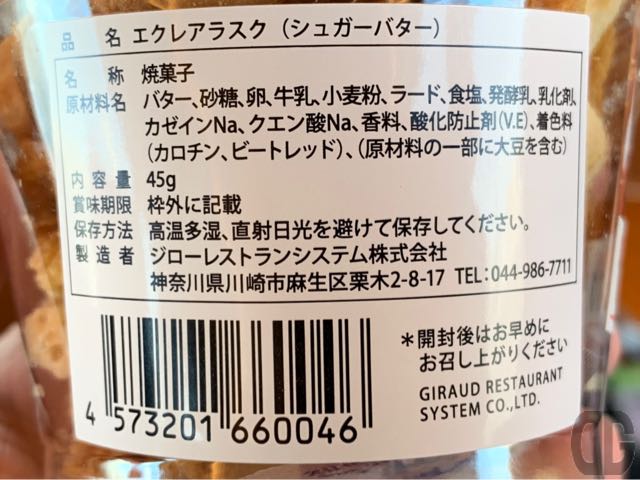 品名 エクレアラスク（シュガーバター）
名称 焼菓子
原材料名 バター、砂糖、卵、牛乳、小麦粉、ラード、食塩、発酵乳、乳化剤、
カゼインNa、クエン酸Na、香料、酸化防止剤(V.E)、着色料
(カロチン、ビートレッド)、(原材料の一部に大豆を含む)
内容量 45g
賞味期限 枠外に記載
保存方法 高温多湿、直射日光を避けて保存してください。
製造者 ジローレストランシステム株式会社
神奈川県川崎市麻生区栗木2-8-17 TEL：044-986-7711
＊開封後はお早めに
お召し上がりください
GIRAUD RESTAURANT
SYSTEM CO.,LTD.
4 573201 660046
CG